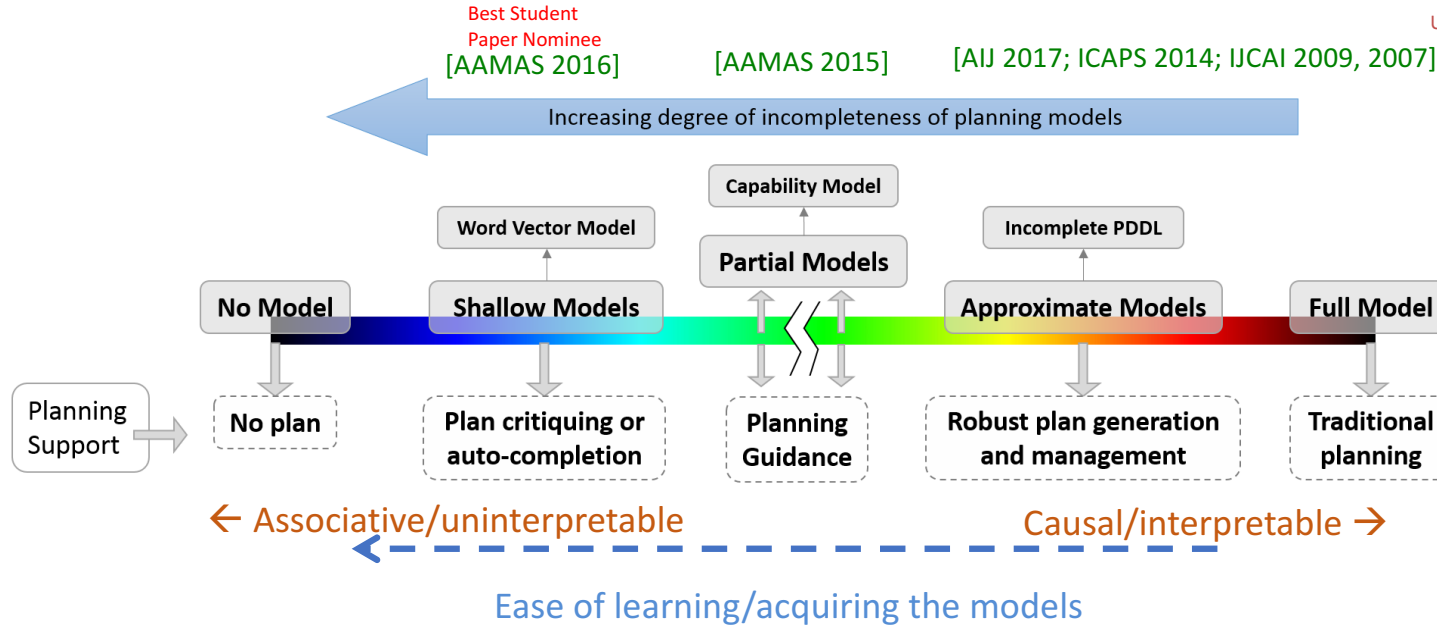 Best Student
Paper Nominee
[AAMAS 2016]
[AAMAS 2015]
[AIJ 2017; ICAPS 2014; IJCAI 2009, 2007]
Increasing degree of incompleteness of planning models
Capability Model
Word Vector Model
Incomplete PDDL
Partial Models
No Model
Shallow Models
Approximate Models
Full Model
Planning
Support
No plan
Plan critiquing or
auto-completion
Planning
Guidance
Robust plan generation
and management
Traditional
planning
← Associative/uninterpretable
Causal/interpretable →
Ease of learning/acquiring the models